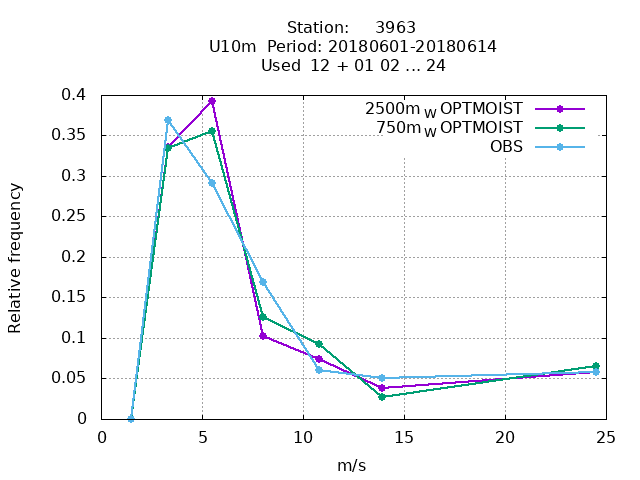 Station:     3963
U10m  Period: 20180601-20180614
Used  12 + 01 02 ... 24
0.4
0.35
0.3
0.25
0.2
0.15
0.1
0.05
0
Relative frequency
2500m W OPTMOIST
750m W OPTMOIST
OBS
0 5 10 15 20 25
m/s